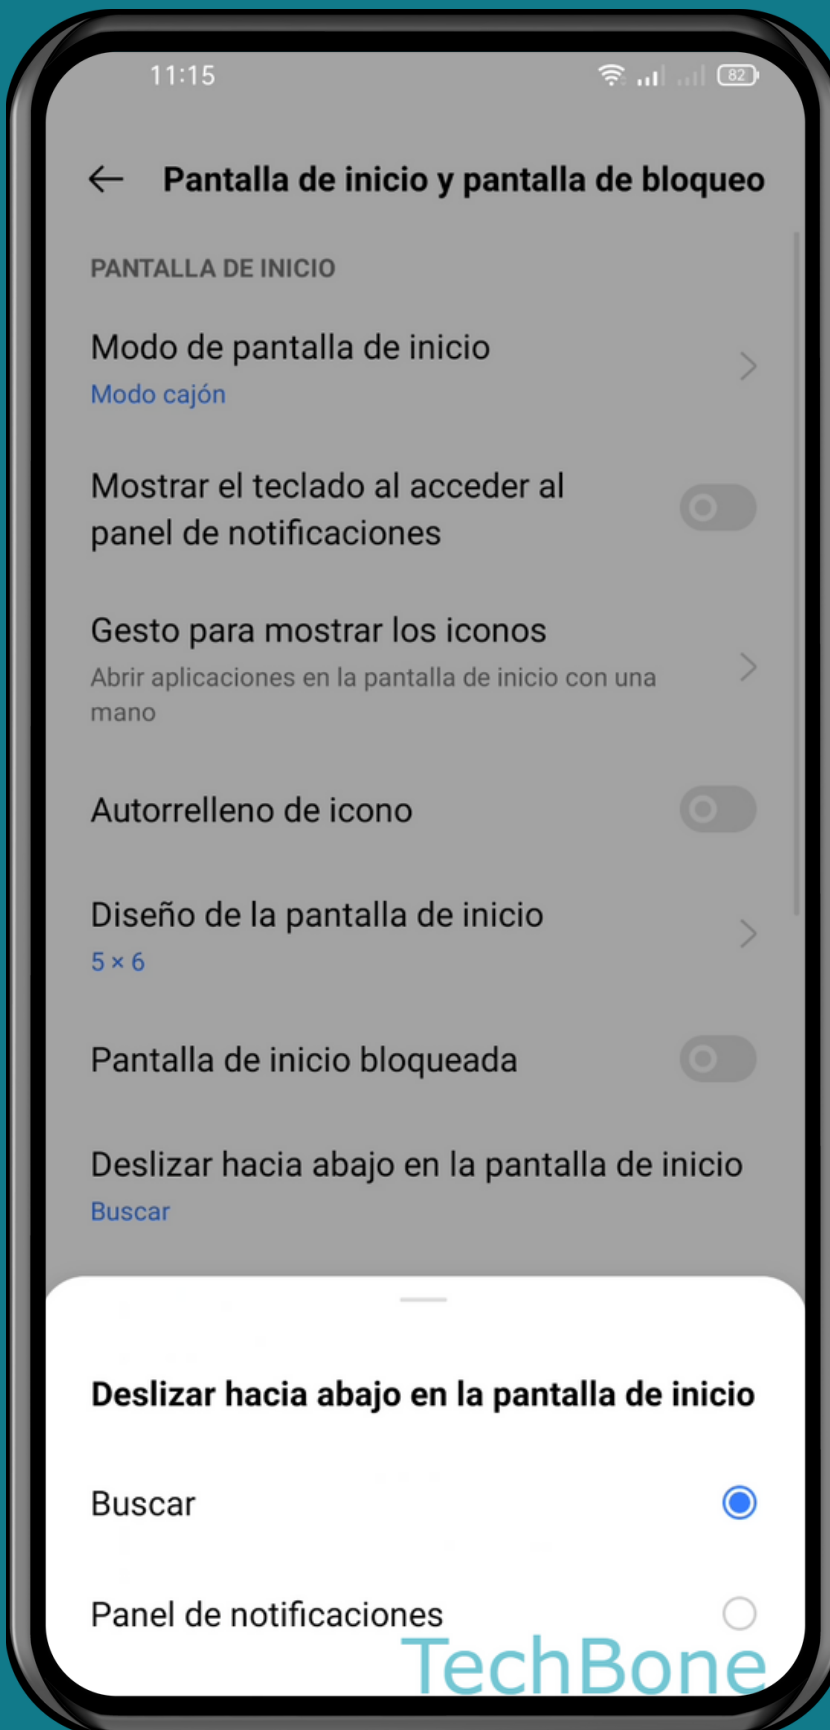 11:15
82
Pantalla de inicio y pantalla de bloqueo
PANTALLA DE INICIO
Modo de pantalla de inicio
Modo cajón
Mostrar el teclado al acceder al
panel de notificaciones
Gesto para mostrar los iconos
Abrir aplicaciones en la pantalla de inicio con una
mano
Autorrelleno de icono
Diseño de la pantalla de inicio
5 × 6
Pantalla de inicio bloqueada
Deslizar hacia abajo en la pantalla de inicio
Buscar
Deslizar hacia abajo en la pantalla de inicio
Buscar
Panel de notificaciones
TechBone